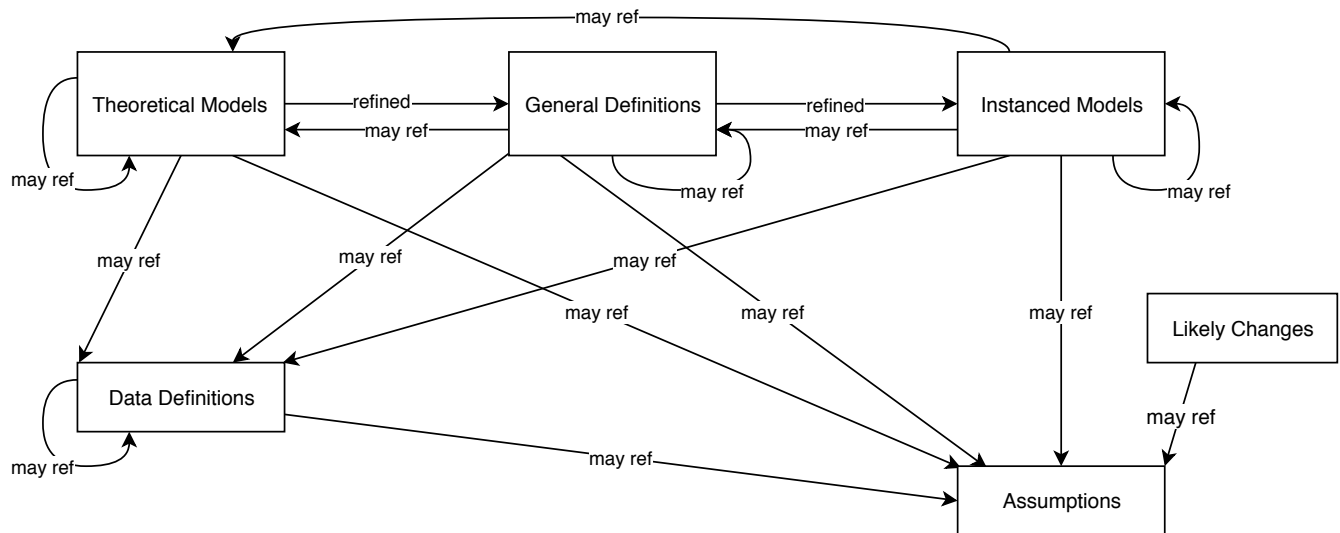 may ref
Theoretical Models
refined
General Definitions
refined
Instanced Models
may ref
may ref
may ref
may ref
may ref
may ref
may ref
may ref
may ref
may ref
may ref
Likely Changes
Data Definitions
may ref
may ref
may ref
Assumptions